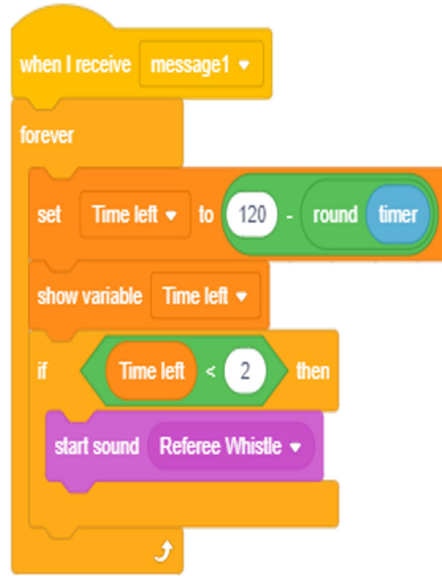 when I receive message1
forever
set Time left to 120 - round timer
show variable Time left
if Time left < 2 then
start sound Referee Whistle